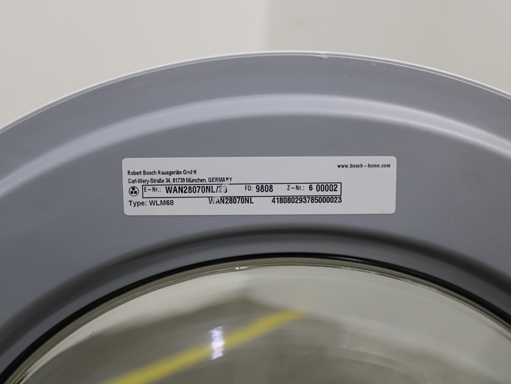 Robert Bosch Hausgeräte GmbH
www.bosch-home.com
Carl-Wery-Straße 34, 81739 München, GERMANY
E-Nr.: WAN28070NL/ FD 9808 Z-Nr.: 6 00002
Type: WLM68 WAN28070NL 418080293785000023